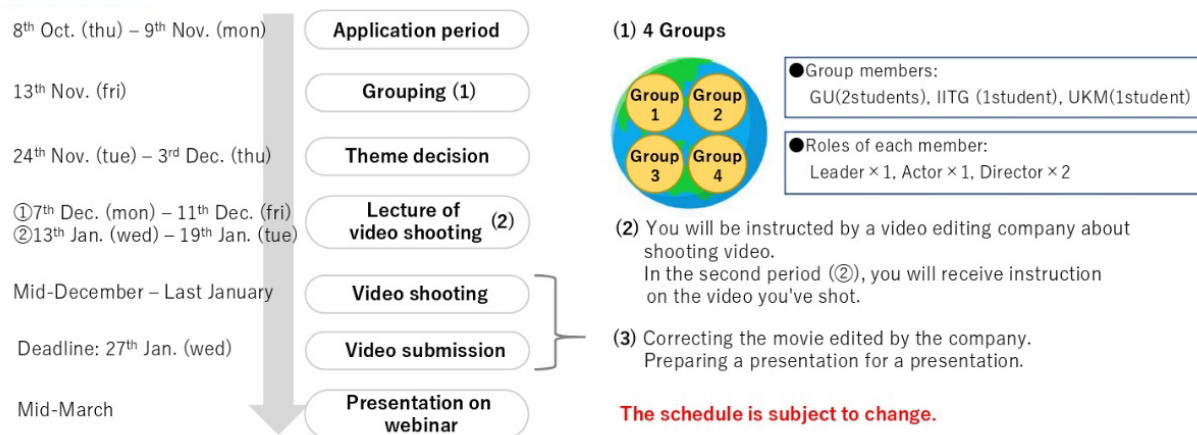 8th Oct. (thu) – 9th Nov. (mon)
Application period
13th Nov. (fri)
Grouping (1)
24th Nov. (tue) – 3rd Dec. (thu)
Theme decision
①7th Dec. (mon) – 11th Dec. (fri)
②13th Jan. (wed) – 19th Jan. (tue)
Lecture of
video shooting (2)
Mid-December – Last January
Video shooting
Deadline: 27th Jan. (wed)
Video submission
Mid-March
Presentation on
webinar
(1) 4 Groups
Group
1
Group
2
Group
3
Group
4
●Group members:
GU(2students), IITG (1student), UKM(1student)
●Roles of each member:
Leader×1, Actor×1, Director×2
(2) You will be instructed by a video editing company about
shooting video.
In the second period (②), you will receive instruction
on the video you've shot.
(3) Correcting the movie edited by the company.
Preparing a presentation for a presentation.
The schedule is subject to change.